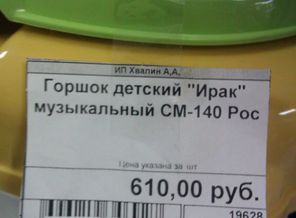 ИП Хвалин А,А,
Горшок детский "Ирак"
музыкальный СМ-140 Рос
Цена указана за шт
610,00 руб.
19628